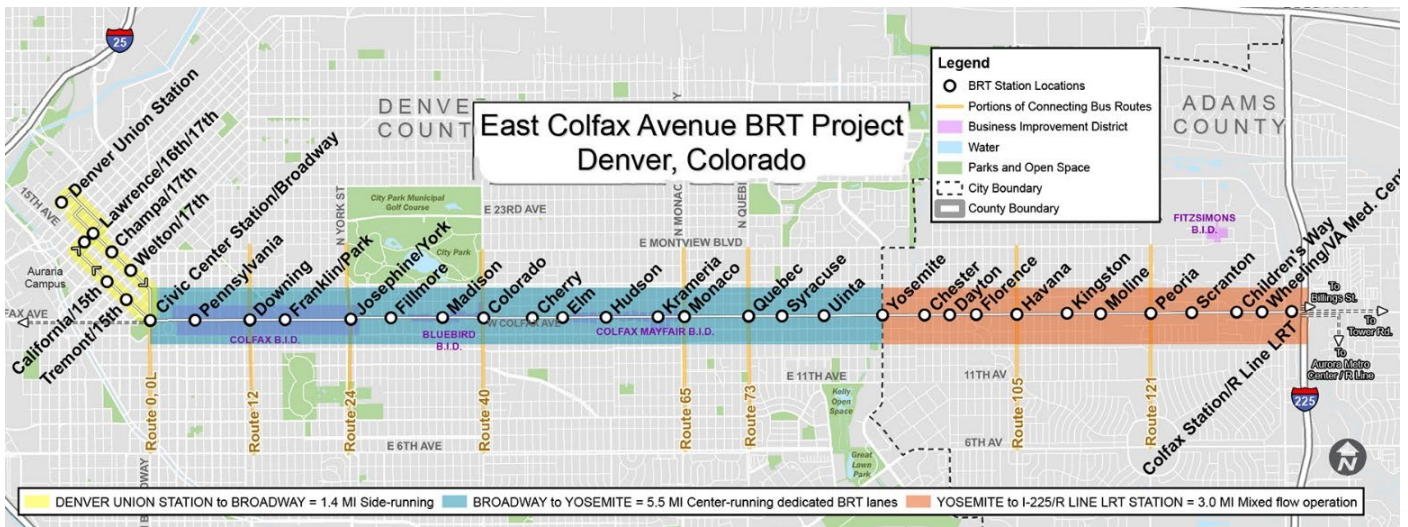 25
DENVER
COUNTY
East Colfax Avenue BRT Project
Denver, Colorado
Legend
BRT Station Locations
Portions of Connecting Bus Routes
Business Improvement District
Water
Parks and Open Space
City Boundary
County Boundary
ADAMS
COUNTY
FITZSIMONS
B.I.D.
15TH AVE
Auraria
Campus
FAX AVE
Denver Union Station
Lawrence/16th/17th
Champa/17th
Welton/17th
California/15th
Tremont/15th
Civic Center Station/Broadway
Pennsylvania
Downing
Franklin/Park
Josephine/York
Fillmore
Madison
Colorado
Cherry
Elm
Hudson
Krameria
Monaco
Quebec
Syracuse
Uinta
Yosemite
Chester
Dayton
Florence
Havana
Kingston
Moline
Peoria
Scranton
Children's Way
Wheeling/VA Med. Cent
Colfax Station/R Line LRT
N YORK ST
City Park Municipal
Golf Course
City Park
E 23RD AVE
N MONAC
N QUEBE
E MONTVIEW BLVD
COLFAX B.I.D.
BLUEBIRD
B.I.D.
W COLFAX AVE
COLFAX MAYFAIR B.I.D.
To
Billings St.
To
Tower Rd.
To
Aurora Metro
Center / R Line
E 11TH AVE
11TH AV
Kelly
Open
Space
Great
Lawn
Park
E 6TH AVE
6TH AV
Route 0, 0L
Route 12
Route 24
Route 40
Route 65
Route 73
Route 105
Route 121
225
N
DENVER UNION STATION to BROADWAY = 1.4 MI Side-running
BROADWAY to YOSEMITE = 5.5 MI Center-running dedicated BRT lanes
YOSEMITE to I-225/R LINE LRT STATION = 3.0 MI Mixed flow operation